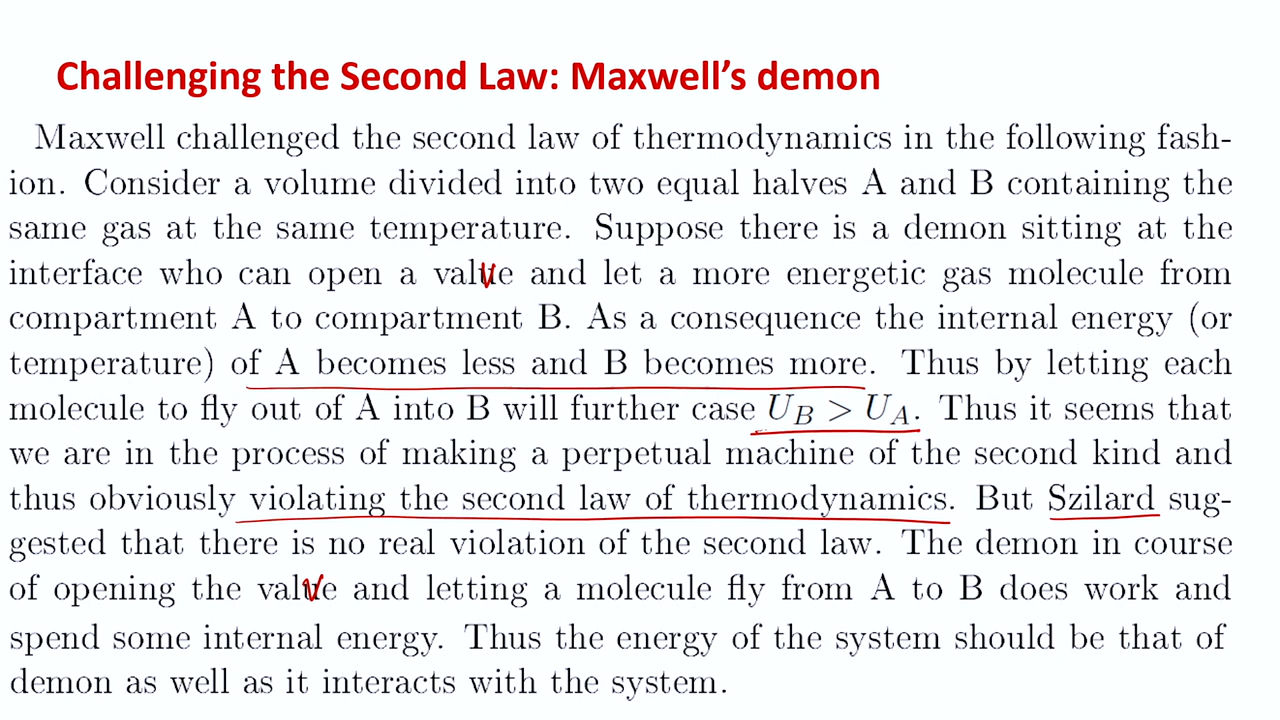 Challenging the Second Law: Maxwell's demon
Maxwell challenged the second law of thermodynamics in the following fash-
ion. Consider a volume divided into two equal halves A and B containing the
same gas at the same temperature. Suppose there is a demon sitting at the
interface who can open a valve and let a more energetic gas molecule from
compartment A to compartment B. As a consequence the internal energy (or
temperature) of A becomes less and B becomes more. Thus by letting each
molecule to fly out of A into B will further case U_B > U_A. Thus it seems that
we are in the process of making a perpetual machine of the second kind and
thus obviously violating the second law of thermodynamics. But Szilard sug-
gested that there is no real violation of the second law. The demon in course
of opening the valve and letting a molecule fly from A to B does work and
spend some internal energy. Thus the energy of the system should be that of
demon as well as it interacts with the system.